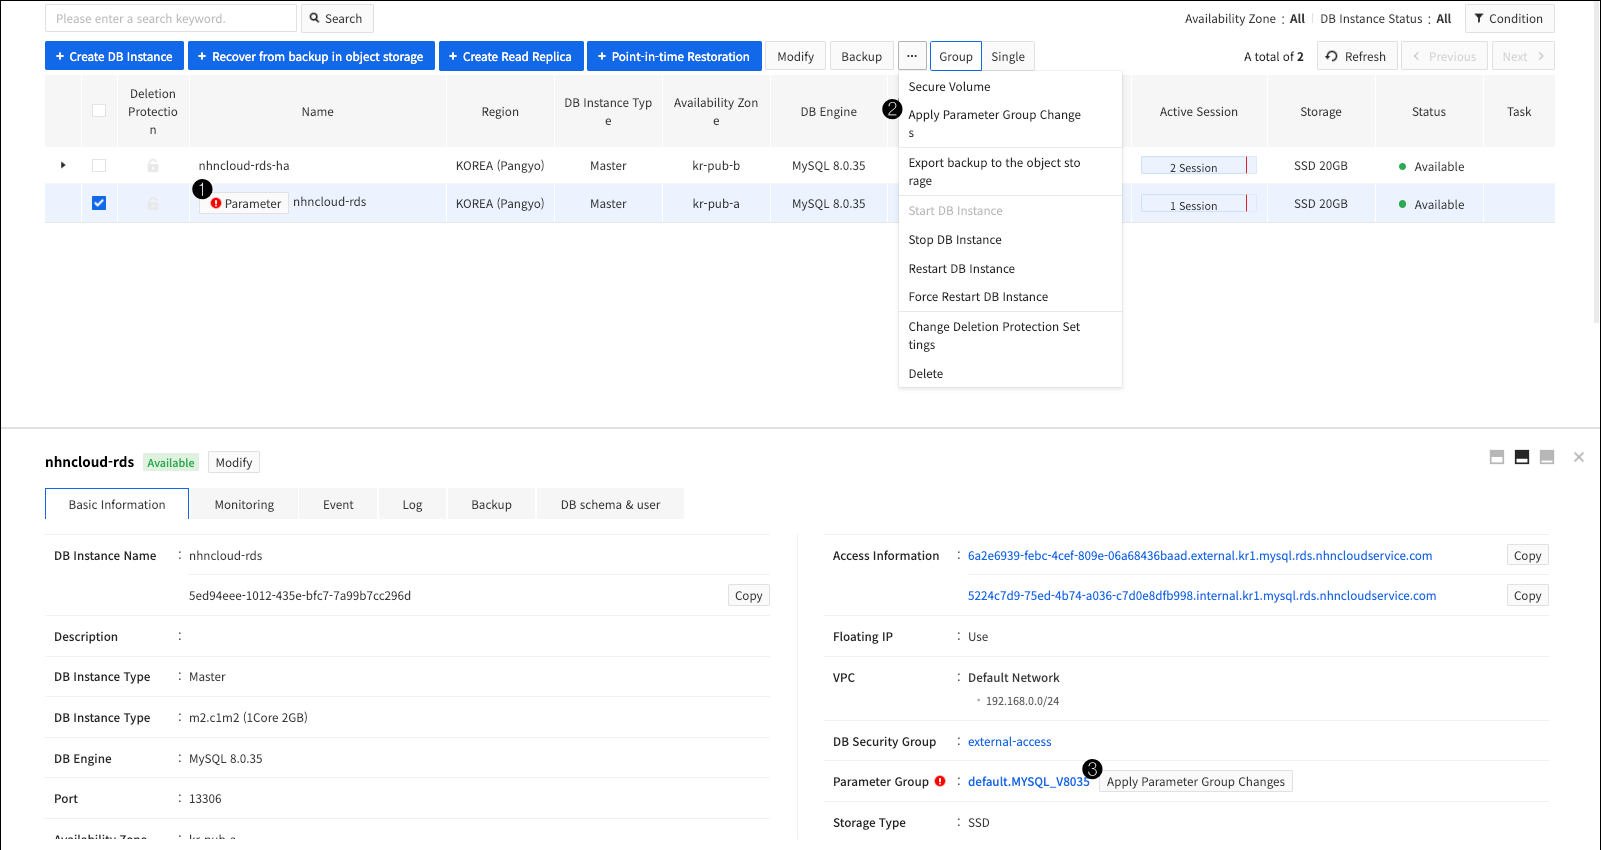 Please enter a search keyword.
Search
Availability Zone : All
DB Instance Status : All
Condition
+ Create DB Instance
+ Recover from backup in object storage
+ Create Read Replica
+ Point-in-time Restoration
Modify
Backup
···
Group
Single
A total of 2
Refresh
< Previous
Next >
Deletion
Protectio
n
Name
Region
DB Instance Typ
e
Availability Zon
e
DB Engine
Active Session
Storage
Status
Task
nhncloud-rds-ha
KOREA (Pangyo)
Master
kr-pub-b
MySQL 8.0.35
2 Session
SSD 20GB
Available
1
Parameter
nhncloud-rds
KOREA (Pangyo)
Master
kr-pub-a
MySQL 8.0.35
1 Session
SSD 20GB
Available
Secure Volume
2
Apply Parameter Group Change
s
Export backup to the object sto
rage
Start DB Instance
Stop DB Instance
Restart DB Instance
Force Restart DB Instance
Change Deletion Protection Set
tings
Delete
nhncloud-rds
Available
Modify
Basic Information
Monitoring
Event
Log
Backup
DB schema & user
DB Instance Name : nhncloud-rds
5ed94eee-1012-435e-bfc7-7a99b7cc296d
Copy
Description :
DB Instance Type : Master
DB Instance Type : m2.c1m2 (1Core 2GB)
DB Engine : MySQL 8.0.35
Port : 13306
Availability Zone : kr-pub-a
Access Information : 6a2e6939-febc-4cef-809e-06a68436baad.external.kr1.mysql.rds.nhncloudservice.com
Copy
5224c7d9-75ed-4b74-a036-c7d0e8dfb998.internal.kr1.mysql.rds.nhncloudservice.com
Copy
Floating IP : Use
VPC : Default Network
192.168.0.0/24
DB Security Group : external-access
Parameter Group : default.MYSQL_V8035
3
Apply Parameter Group Changes
Storage Type : SSD